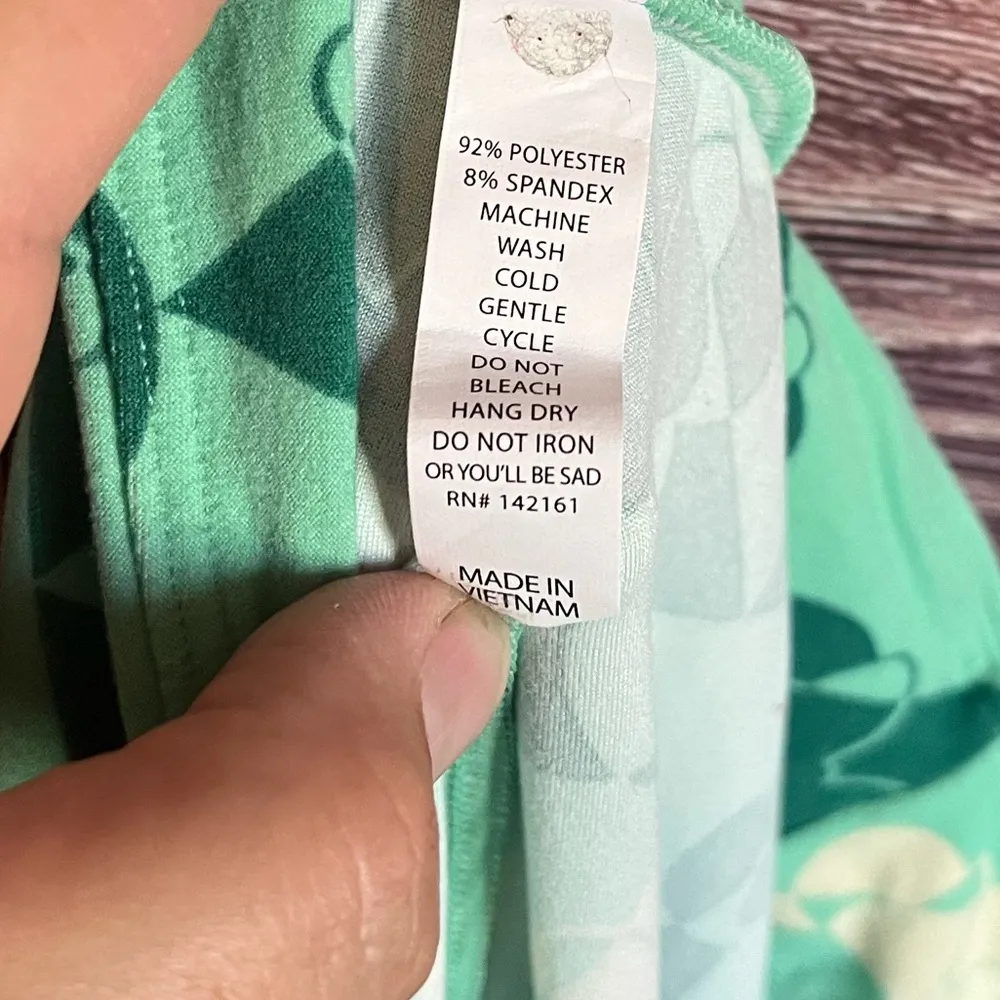 92% POLYESTER
8% SPANDEX
MACHINE
WASH
COLD
GENTLE
CYCLE
DO NOT
BLEACH
HANG DRY
DO NOT IRON
OR YOU'LL BE SAD
RN# 142161
MADE IN
VIETNAM